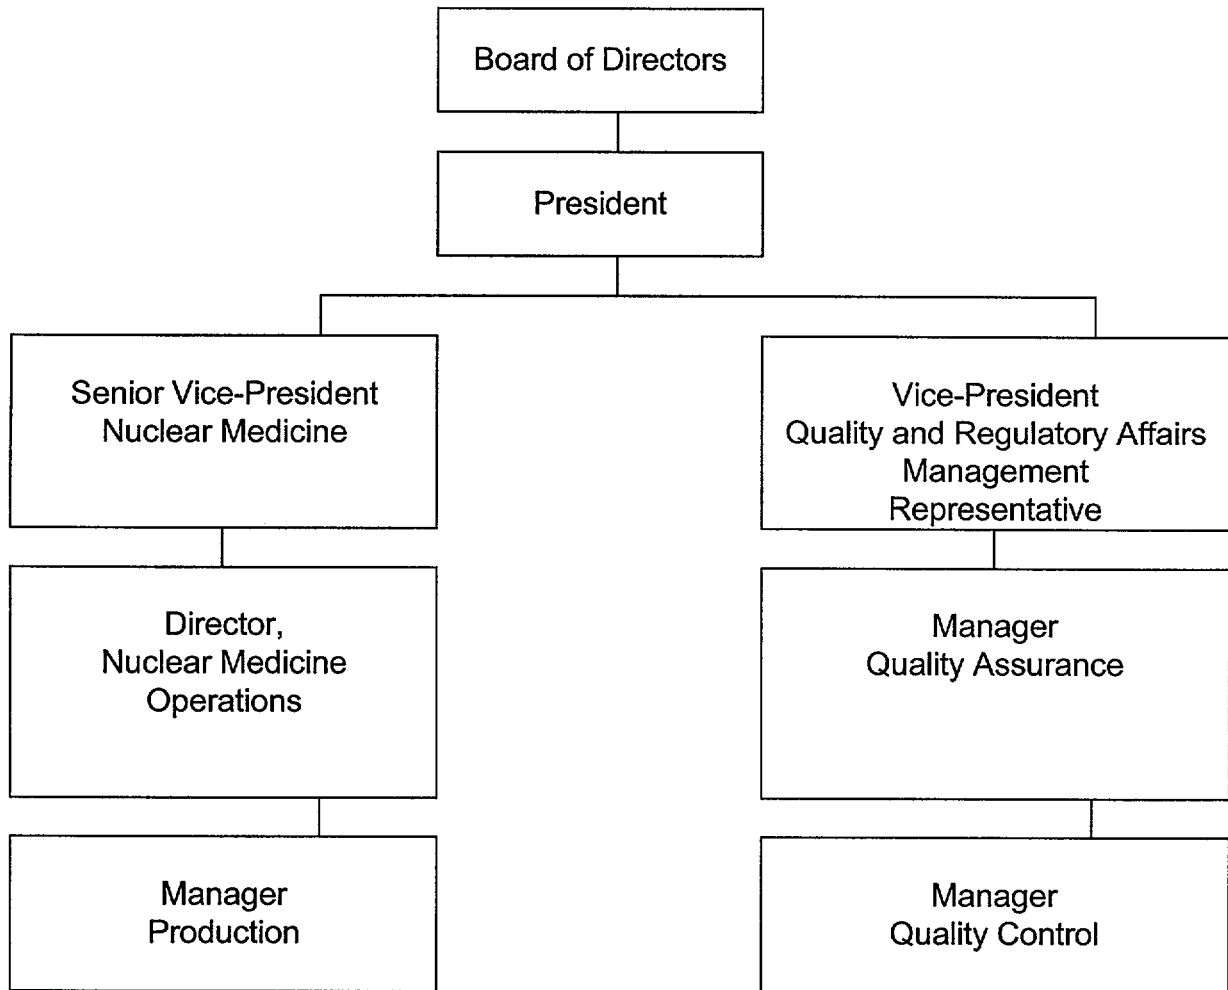 Board of Directors
President
Senior Vice-President
Nuclear Medicine
Vice-President
Quality and Regulatory Affairs
Management
Representative
Director,
Nuclear Medicine
Operations
Manager
Quality Assurance
Manager
Production
Manager
Quality Control